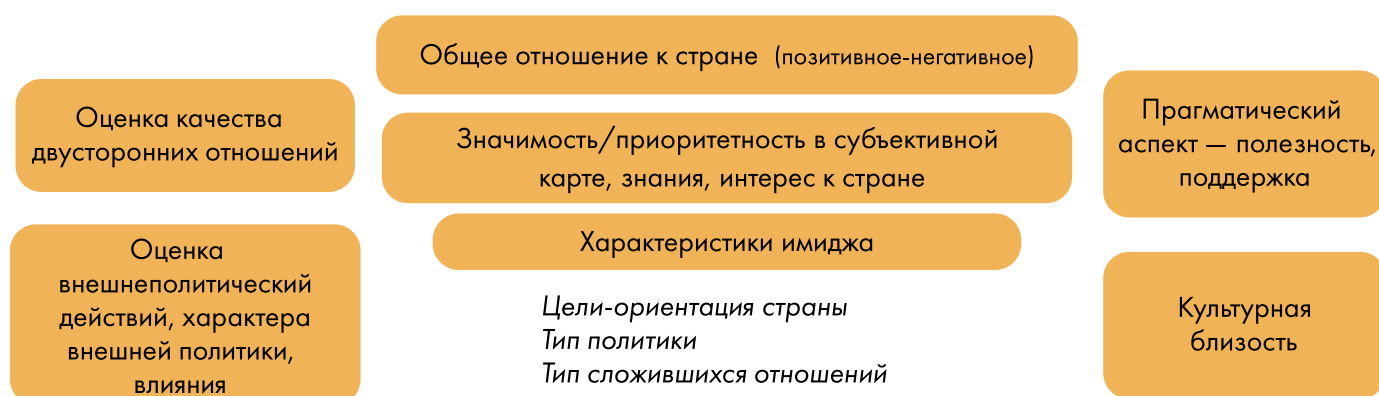 Общее отношение к стране (позитивное-негативное)
Оценка качества
двусторонних отношений
Значимость/приоритетность в субъективной
карте, знания, интерес к стране
Прагматический
аспект — полезность,
поддержка
Характеристики имиджа
Оценка
внешнеполитический
действий, характера
внешней политики,
влияния
Цели-ориентация страны
Тип политики
Тип сложившихся отношений
Культурная
близость